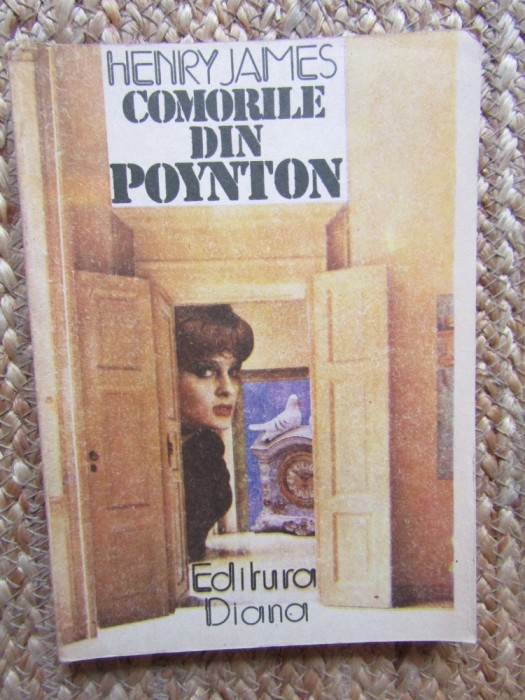 HENRY JAMES
COMORILE
DIN
POYNTON
Editura
Diana